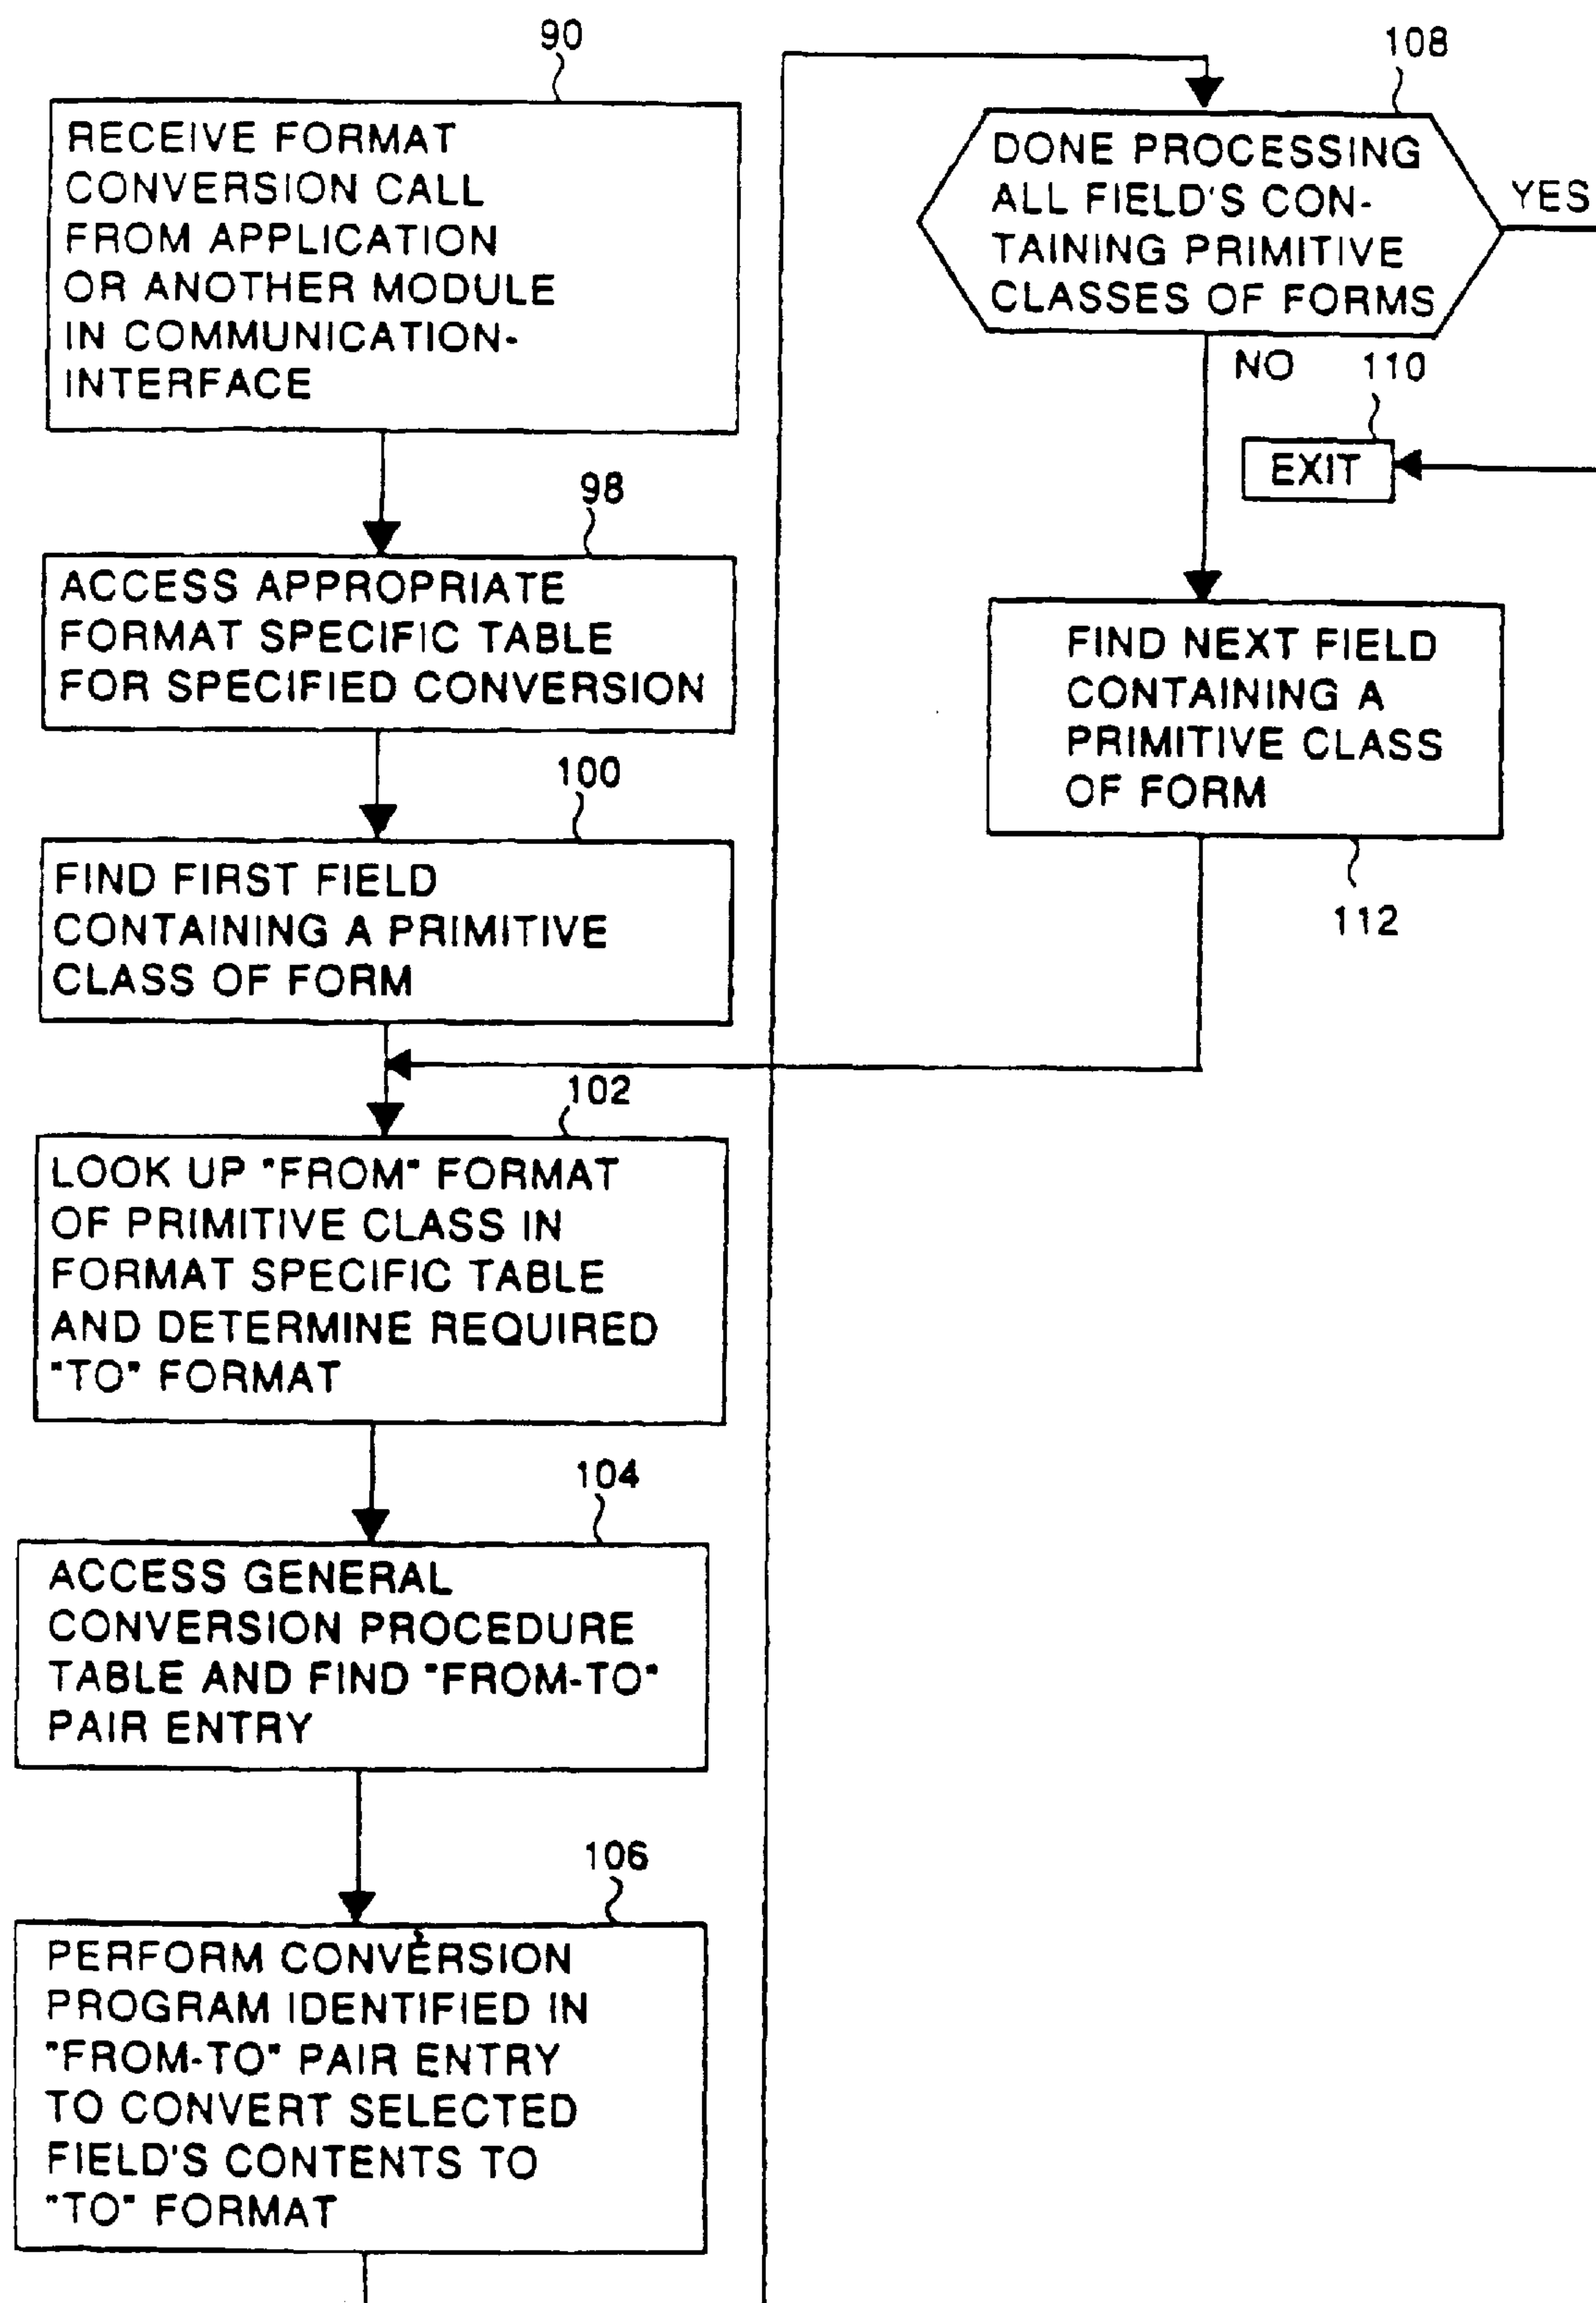 90
RECEIVE FORMAT
CONVERSION CALL
FROM APPLICATION
OR ANOTHER MODULE
IN COMMUNICATION-
INTERFACE
98
ACCESS APPROPRIATE
FORMAT SPECIFIC TABLE
FOR SPECIFIED CONVERSION
100
FIND FIRST FIELD
CONTAINING A PRIMITIVE
CLASS OF FORM
102
LOOK UP "FROM" FORMAT
OF PRIMITIVE CLASS IN
FORMAT SPECIFIC TABLE
AND DETERMINE REQUIRED
"TO" FORMAT
104
ACCESS GENERAL
CONVERSION PROCEDURE
TABLE AND FIND "FROM-TO"
PAIR ENTRY
106
PERFORM CONVERSION
PROGRAM IDENTIFIED IN
"FROM-TO" PAIR ENTRY
TO CONVERT SELECTED
FIELD'S CONTENTS TO
"TO" FORMAT
108
DONE PROCESSING
ALL FIELD'S CON-
TAINING PRIMITIVE
CLASSES OF FORMS
YES
NO
110
EXIT
FIND NEXT FIELD
CONTAINING A
PRIMITIVE CLASS
OF FORM
112